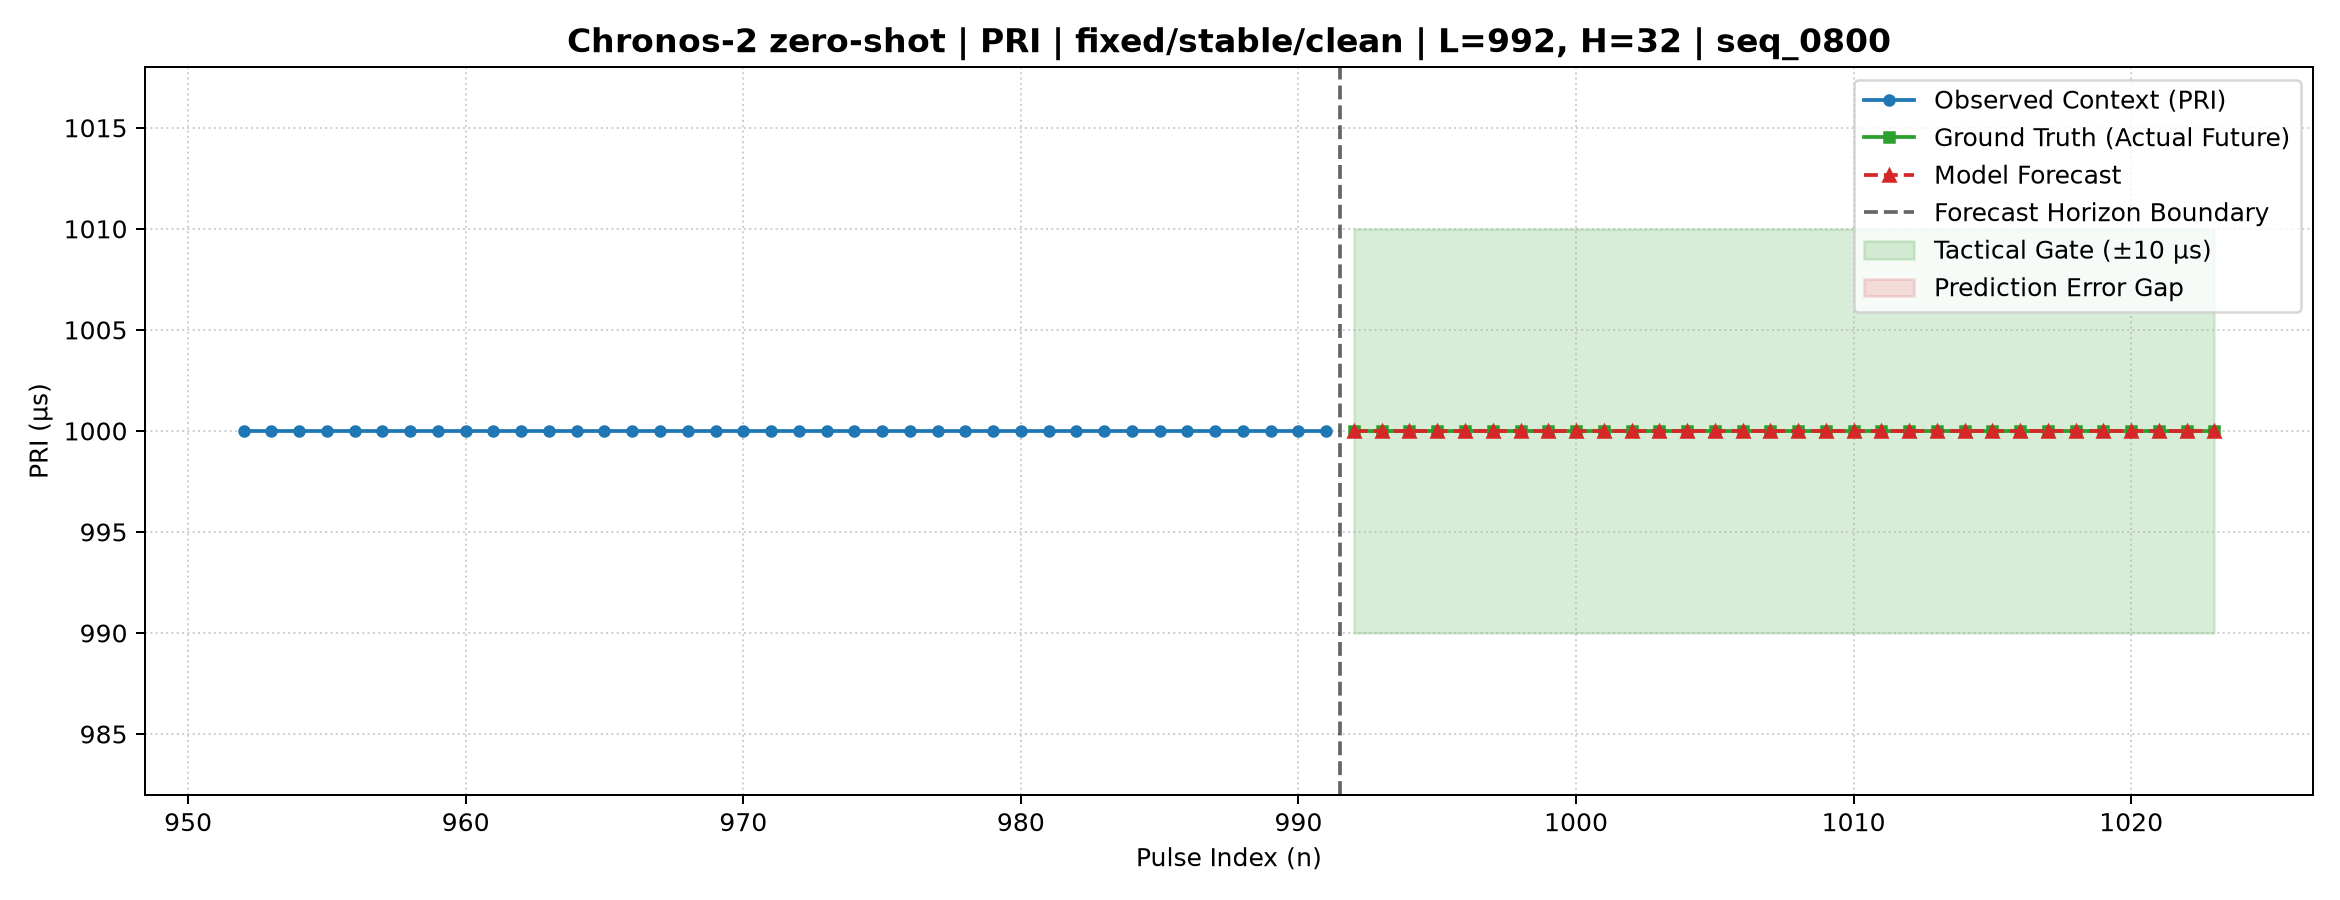 Chronos-2 zero-shot | PRI | fixed/stable/clean | L=992, H=32 | seq_0800
Observed Context (PRI)
Ground Truth (Actual Future)
Model Forecast
Forecast Horizon Boundary
Tactical Gate (±10 µs)
Prediction Error Gap
PRI (µs)
1015
1010
1005
1000
995
990
985
950 960 970 980 990 1000 1010 1020
Pulse Index (n)